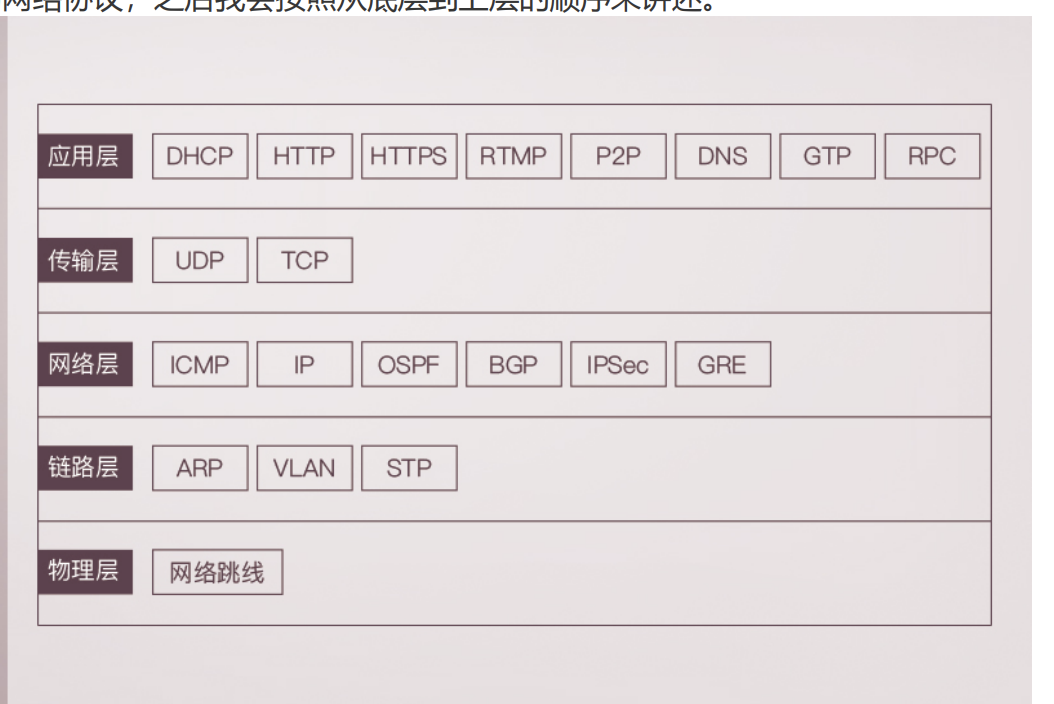 网络协议，之后我会按照从底层到上层的顺序来讲述。
应用层 DHCP HTTP HTTPS RTMP P2P DNS GTP RPC
传输层 UDP TCP
网络层 ICMP IP OSPF BGP IPSec GRE
链路层 ARP VLAN STP
物理层 网络跳线